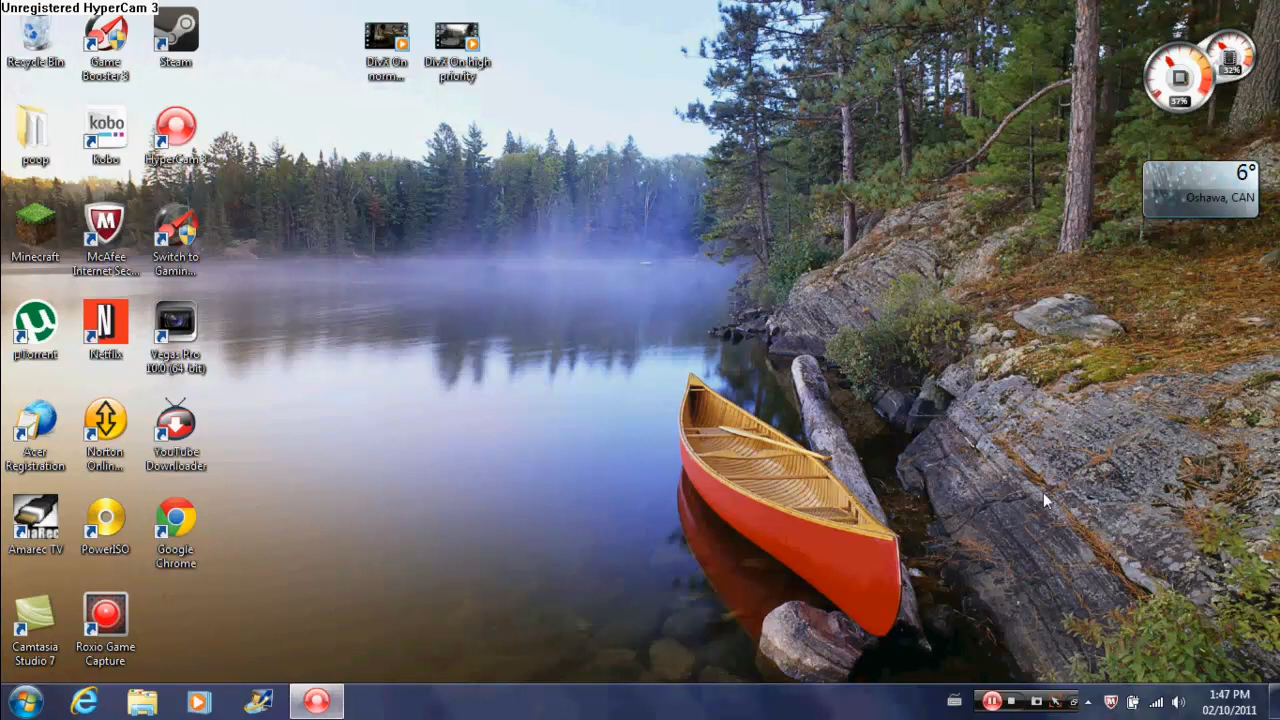 Unregistered HyperCam 3
Recycle Bin
Game
Booster 3
Steam
DivX On
norm...
DivX On high
priority
37%
32%
poop
kobo
Kobo
HyperCam 3
6°
Oshawa, CAN
Minecraft
McAfee
Internet Sec...
Switch to
Gamin...
µTorrent
N
Netflix
Vegas Pro
10.0 (64-bit)
Acer
Registration
Norton
Onlin...
YouTube
Downloader
Amarec TV
PowerISO
Google
Chrome
Camtasia
Studio 7
Roxio Game
Capture
1:47 PM
02/10/2011